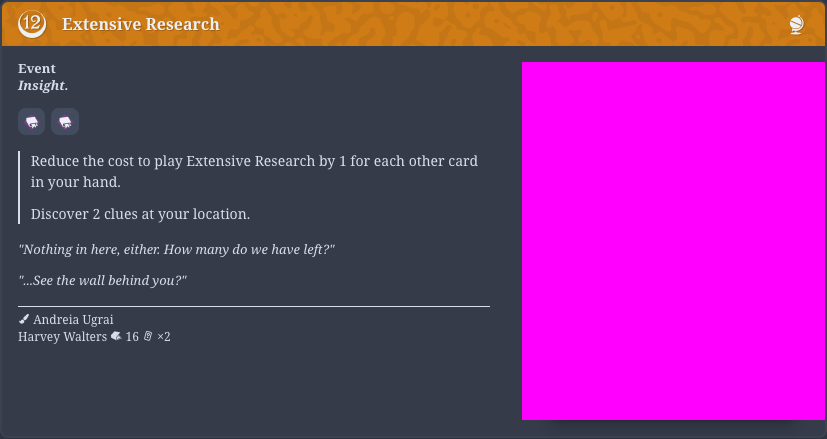 12 Extensive Research
Event
Insight.
Reduce the cost to play Extensive Research by 1 for each other card
in your hand.
Discover 2 clues at your location.
"Nothing in here, either. How many do we have left?"
"...See the wall behind you?"
Andreia Ugrai
Harvey Walters 16 ×2